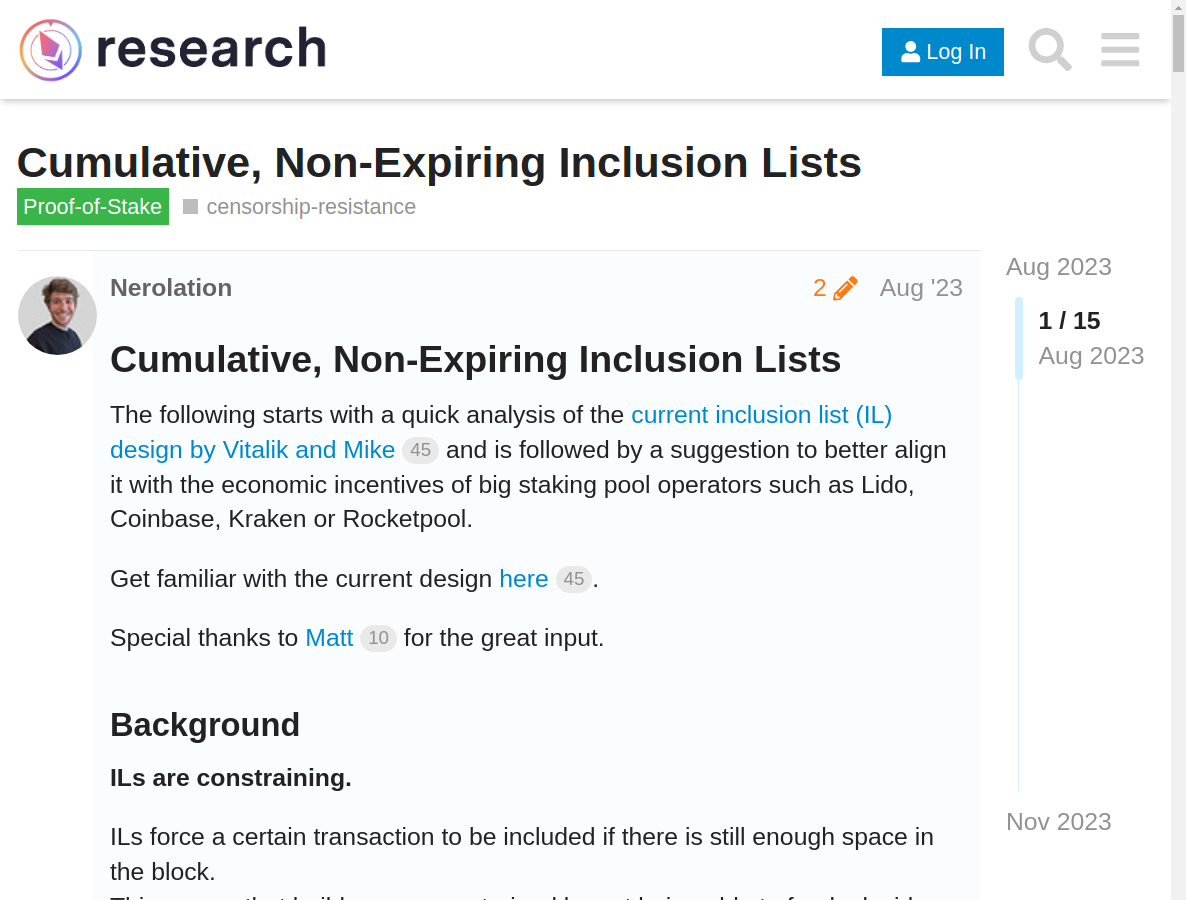 research
Log In
Cumulative, Non-Expiring Inclusion Lists
Proof-of-Stake censorship-resistance
Nerolation 2 Aug '23
Cumulative, Non-Expiring Inclusion Lists
The following starts with a quick analysis of the current inclusion list (IL)
design by Vitalik and Mike 45 and is followed by a suggestion to better align
it with the economic incentives of big staking pool operators such as Lido,
Coinbase, Kraken or Rocketpool.
Get familiar with the current design here 45.
Special thanks to Matt 10 for the great input.
Background
ILs are constraining.
ILs force a certain transaction to be included if there is still enough space in
the block.
Aug 2023
1 / 15
Aug 2023
Nov 2023